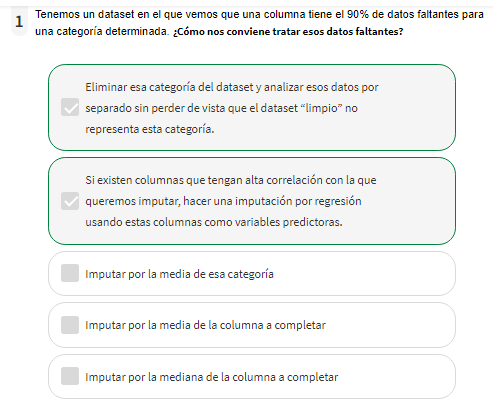 1
Tenemos un dataset en el que vemos que una columna tiene el 90% de datos faltantes para
una categoría determinada. ¿Cómo nos conviene tratar esos datos faltantes?
Eliminar esa categoría del dataset y analizar esos datos por
separado sin perder de vista que el dataset “limpio” no
representa esta categoría.
Si existen columnas que tengan alta correlación con la que
queremos imputar, hacer una imputación por regresión
usando estas columnas como variables predictoras.
Imputar por la media de esa categoría
Imputar por la media de la columna a completar
Imputar por la mediana de la columna a completar